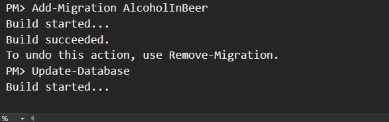 PM> Add-Migration AlcoholInBeer
Build started...
Build succeeded.
To undo this action, use Remove-Migration.
PM> Update-Database
Build started...
%